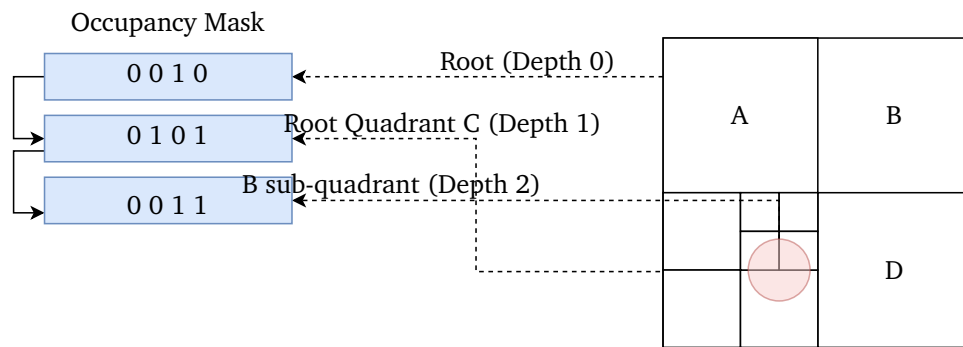 Occupancy Mask
0 0 1 0
Root (Depth 0)
0 1 0 1
Root Quadrant C (Depth 1)
0 0 1 1
B sub-quadrant (Depth 2)
A
B
D